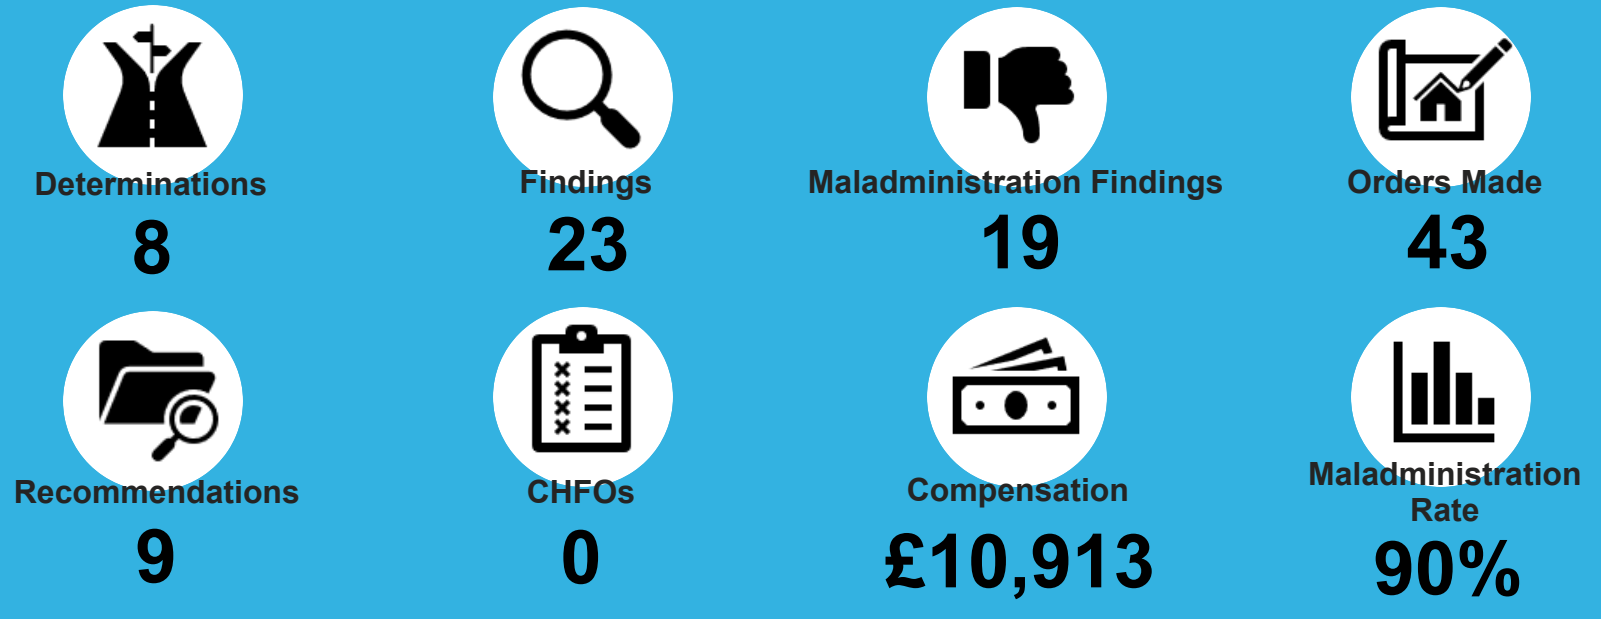 Determinations
8
Findings
23
Maladministration Findings
19
Orders Made
43
Recommendations
9
CHFOs
0
Compensation
£10,913
Maladministration
Rate
90%